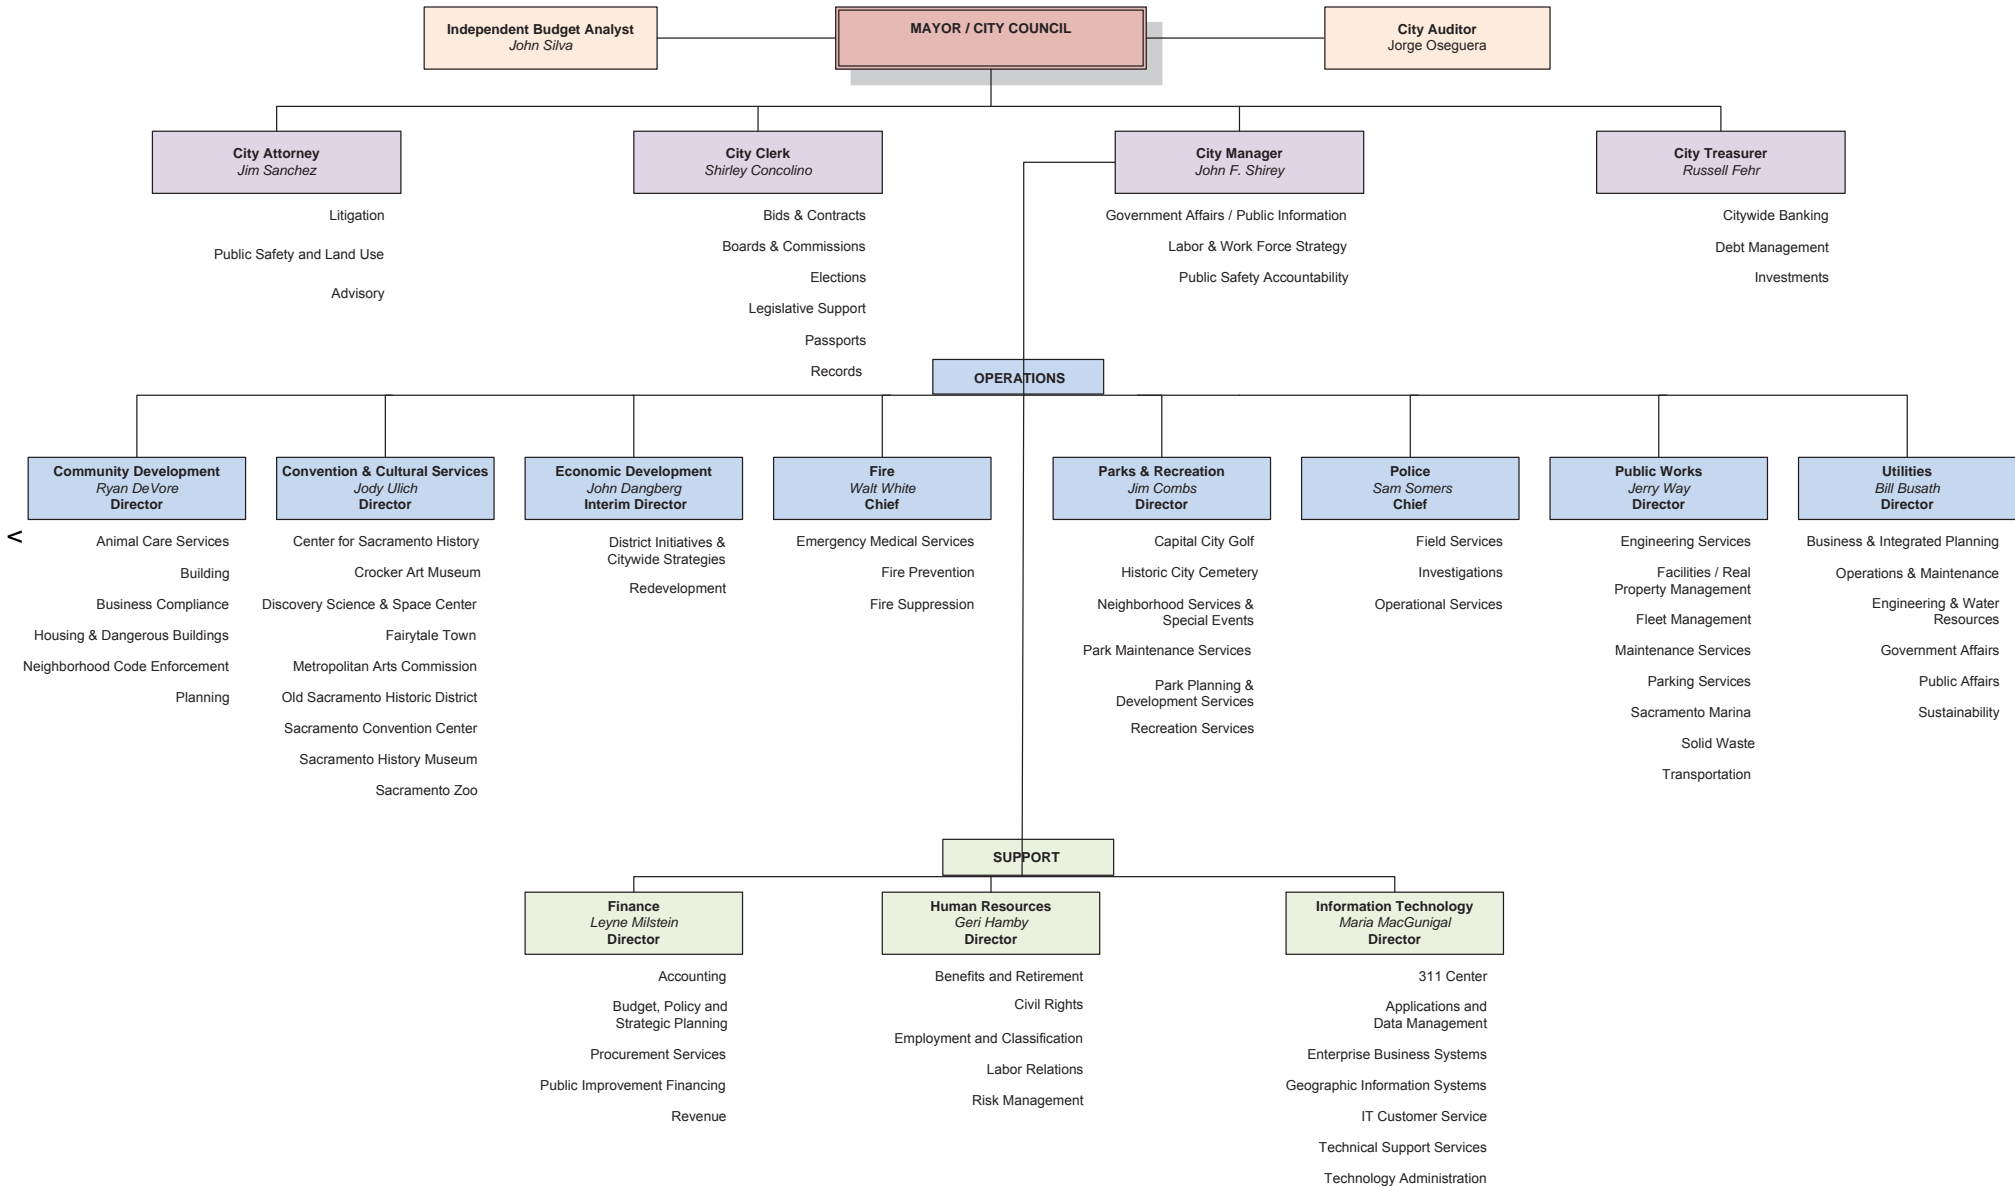 Independent Budget Analyst
John Silva
MAYOR / CITY COUNCIL
City Auditor
Jorge Oseguera
City Attorney
Jim Sanchez
Litigation
Public Safety and Land Use
Advisory
City Clerk
Shirley Concolino
Bids & Contracts
Boards & Commissions
Elections
Legislative Support
Passports
Records
City Manager
John F. Shirey
Government Affairs / Public Information
Labor & Work Force Strategy
Public Safety Accountability
City Treasurer
Russell Fehr
Citywide Banking
Debt Management
Investments
OPERATIONS
<
Community Development
Ryan DeVore
Director
Animal Care Services
Building
Business Compliance
Housing & Dangerous Buildings
Neighborhood Code Enforcement
Planning
Convention & Cultural Services
Jody Ulich
Director
Center for Sacramento History
Crocker Art Museum
Discovery Science & Space Center
Fairytale Town
Metropolitan Arts Commission
Old Sacramento Historic District
Sacramento Convention Center
Sacramento History Museum
Sacramento Zoo
Economic Development
John Dangberg
Interim Director
District Initiatives &
Citywide Strategies
Redevelopment
Fire
Walt White
Chief
Emergency Medical Services
Fire Prevention
Fire Suppression
Parks & Recreation
Jim Combs
Director
Capital City Golf
Historic City Cemetery
Neighborhood Services &
Special Events
Park Maintenance Services
Park Planning &
Development Services
Recreation Services
Police
Sam Somers
Chief
Field Services
Investigations
Operational Services
Public Works
Jerry Way
Director
Engineering Services
Facilities / Real
Property Management
Fleet Management
Maintenance Services
Parking Services
Sacramento Marina
Solid Waste
Transportation
Utilities
Bill Busath
Director
Business & Integrated Planning
Operations & Maintenance
Engineering & Water
Resources
Government Affairs
Public Affairs
Sustainability
SUPPORT
Finance
Leyne Milstein
Director
Accounting
Budget, Policy and
Strategic Planning
Procurement Services
Public Improvement Financing
Revenue
Human Resources
Geri Hamby
Director
Benefits and Retirement
Civil Rights
Employment and Classification
Labor Relations
Risk Management
Information Technology
Maria MacGunigal
Director
311 Center
Applications and
Data Management
Enterprise Business Systems
Geographic Information Systems
IT Customer Service
Technical Support Services
Technology Administration